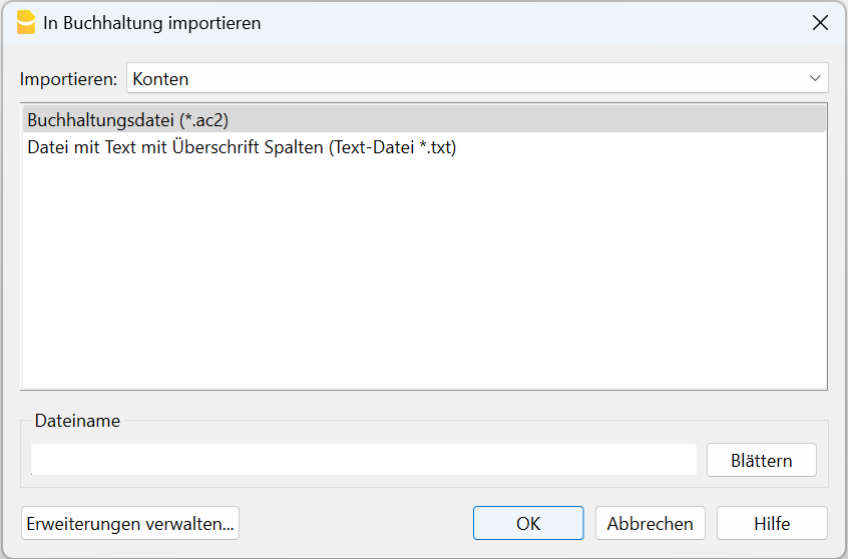 In Buchhaltung importieren
Importieren: Konten
Buchhaltungsdatei (*.ac2)
Datei mit Text mit Überschrift Spalten (Text-Datei *.txt)
Dateiname
Blättern
Erweiterungen verwalten... OK Abbrechen Hilfe